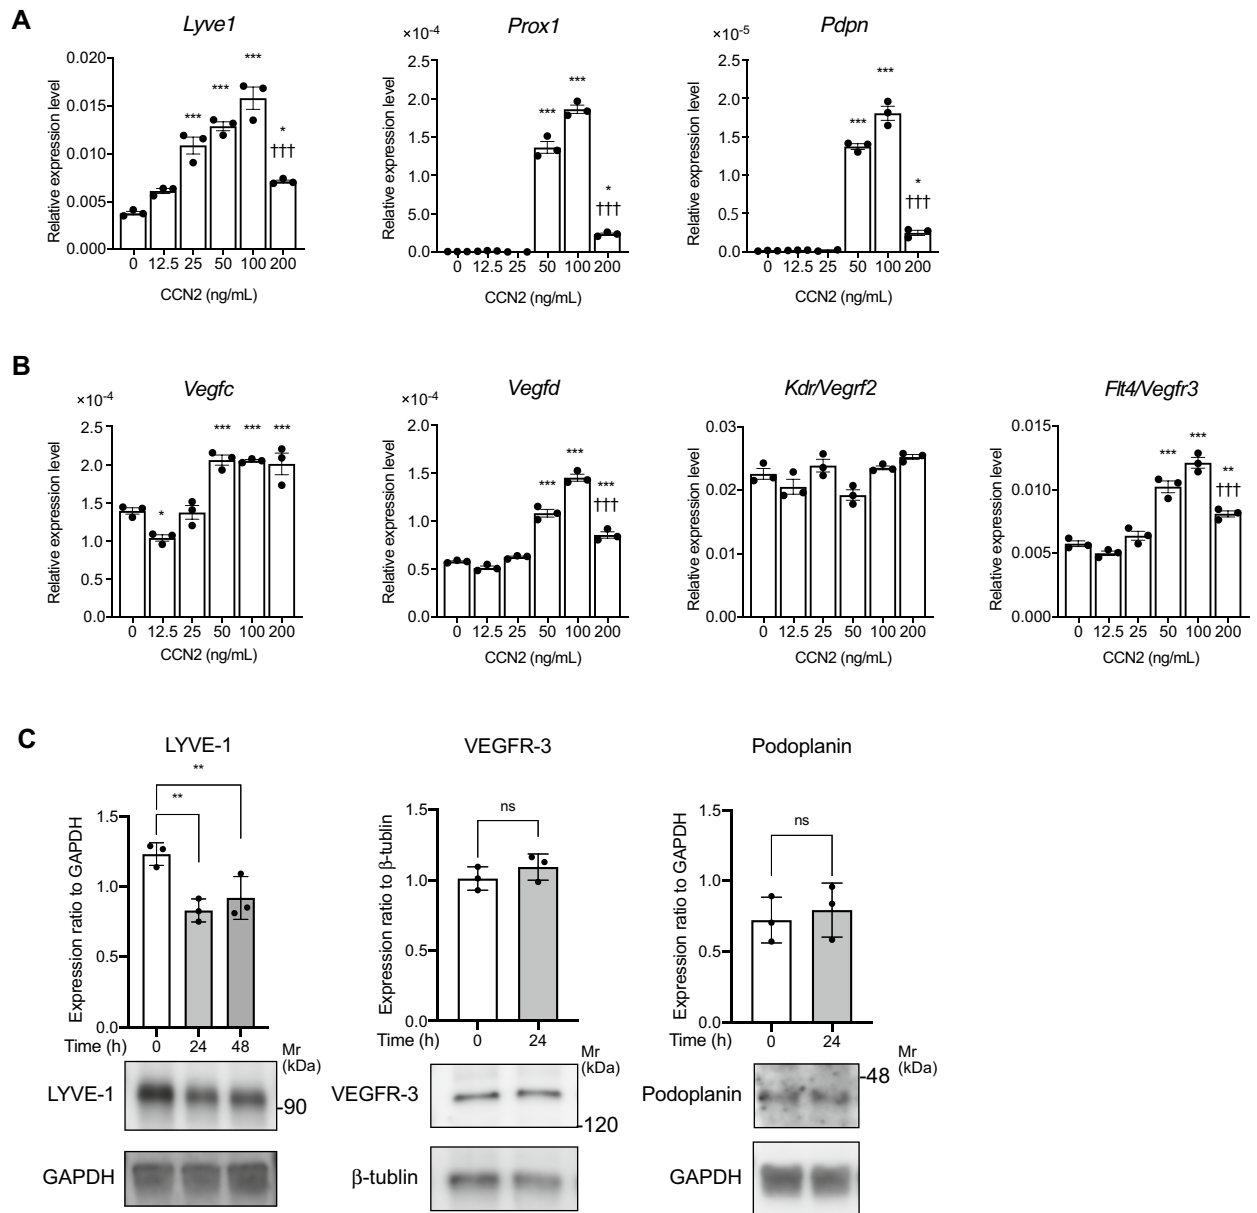 A
Lyve1
Relative expression level
0.020
0.015
0.010
0.005
0.000
***
***
***
*
†††
0 12.5 25 50 100 200
CCN2 (ng/mL)
Prox1
×10⁻⁴
Relative expression level
2.5
2.0
1.5
1.0
5.0⁻⁴
0.0
***
***
*
†††
0 12.5 25 50 100 200
CCN2 (ng/mL)
Pdpn
×10⁻⁵
Relative expression level
2.5
2.0
1.5
1.0
5.0⁻⁵
0.0
***
***
*
†††
0 12.5 25 50 100 200
CCN2 (ng/mL)
B
Vegfc
×10⁻⁴
Relative expression level
2.5
2.0
1.5
1.0⁻⁴
5.0⁻⁴
0.0
*
*** *** ***
0 12.5 25 50 100 200
CCN2 (ng/mL)
Vegfd
×10⁻⁴
Relative expression level
2.0
1.5
1.0⁻⁴
5.0⁻⁴
0.0
***
***
***
†††
0 12.5 25 50 100 200
CCN2 (ng/mL)
Kdr/Vegrf2
Relative expression level
0.03
0.02
0.01
0.00
0 12.5 25 50 100 200
CCN2 (ng/mL)
Flt4/Vegfr3
Relative expression level
0.015
0.010
0.005
0.000
***
***
**
†††
0 12.5 25 50 100 200
CCN2 (ng/mL)
C
LYVE-1
Expression ratio to GAPDH
1.5
1.0
0.5
0.0
**
**
Time (h) 0 24 48
Mr
(kDa)
LYVE-1
-90
GAPDH
VEGFR-3
Expression ratio to β-tublin
1.5
1.0
0.5
0.0
ns
Time (h) 0 24
Mr
(kDa)
VEGFR-3
-120
β-tublin
Podoplanin
Expression ratio to GAPDH
1.5
1.0
0.5
0.0
ns
Time (h) 0 24
Mr
(kDa)
-48
Podoplanin
GAPDH